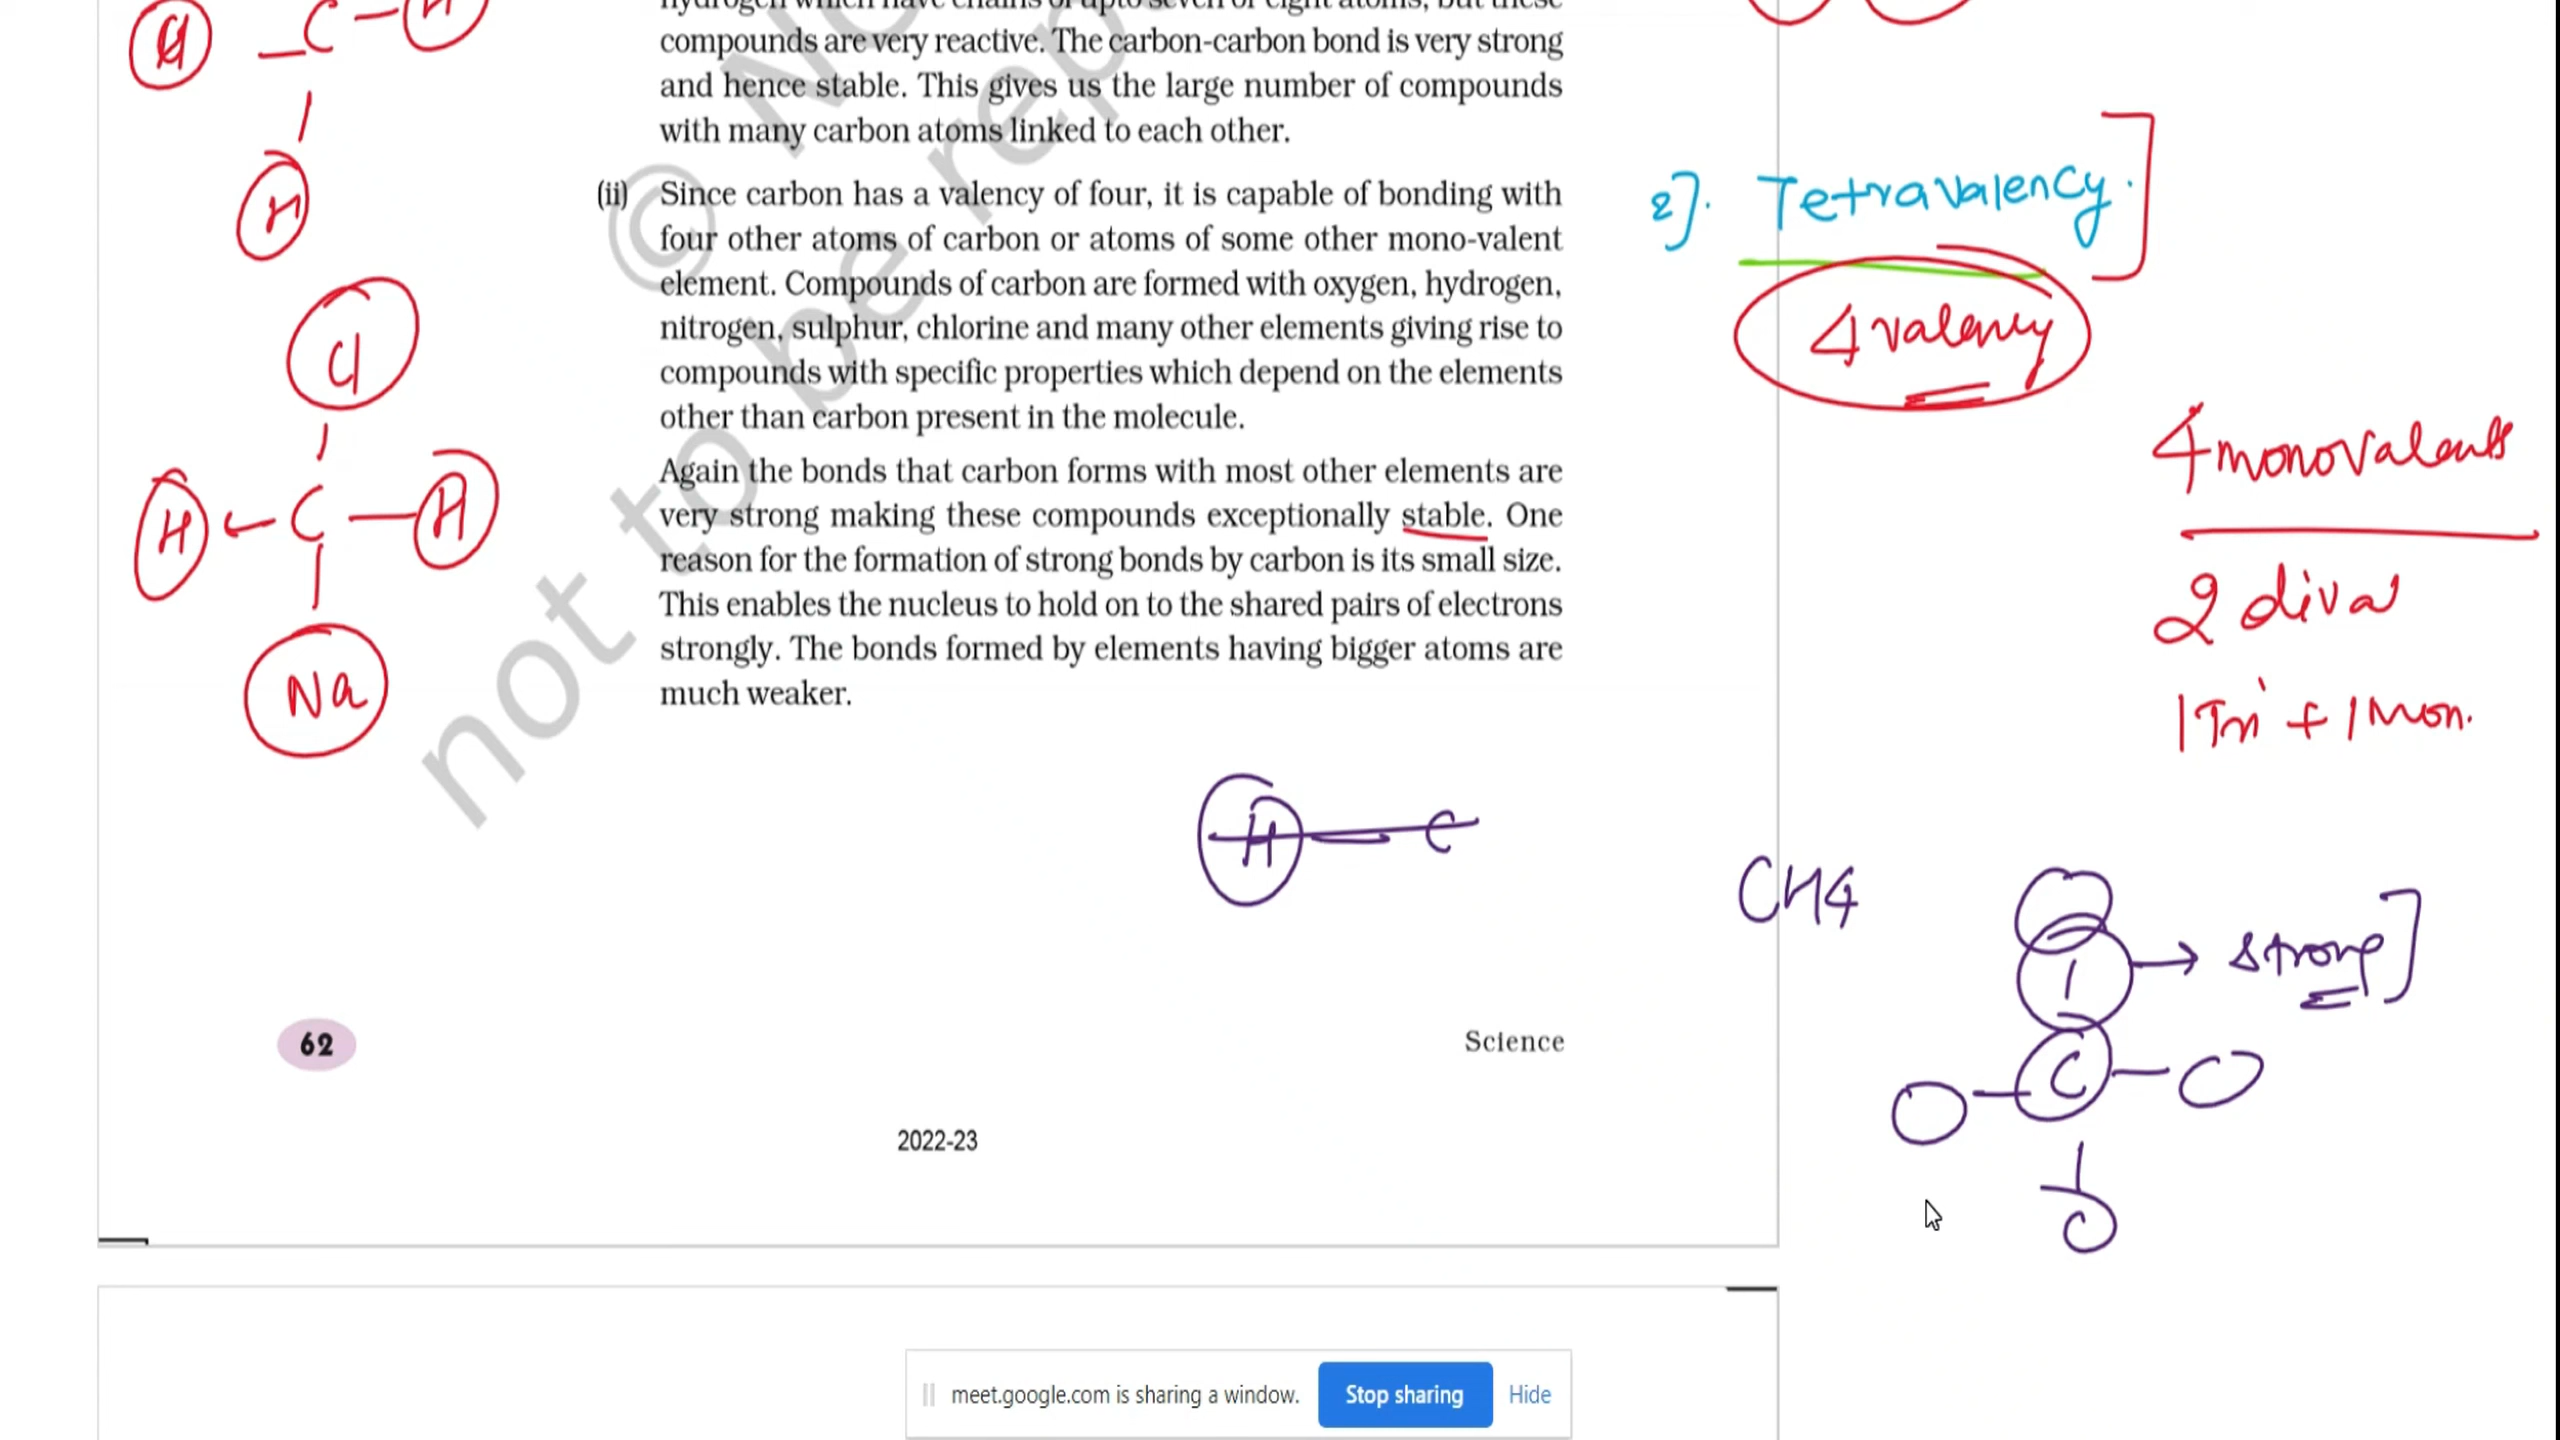 Cl
C
H
H
Cl
H
C
H
Na
compounds are very reactive. The carbon-carbon bond is very strong
and hence stable. This gives us the large number of compounds
with many carbon atoms linked to each other.
(ii) Since carbon has a valency of four, it is capable of bonding with
four other atoms of carbon or atoms of some other mono-valent
element. Compounds of carbon are formed with oxygen, hydrogen,
nitrogen, sulphur, chlorine and many other elements giving rise to
compounds with specific properties which depend on the elements
other than carbon present in the molecule.
Again the bonds that carbon forms with most other elements are
very strong making these compounds exceptionally stable. One
reason for the formation of strong bonds by carbon is its small size.
This enables the nucleus to hold on to the shared pairs of electrons
strongly. The bonds formed by elements having bigger atoms are
much weaker.
not to be rep
2]. Tetravalency.
4 valency
4 monovalents
2 diva
1 Tri + 1 Mon.
H — C
CH4
→ strong
C
62
Science
2022-23
meet.google.com is sharing a window.
Stop sharing
Hide